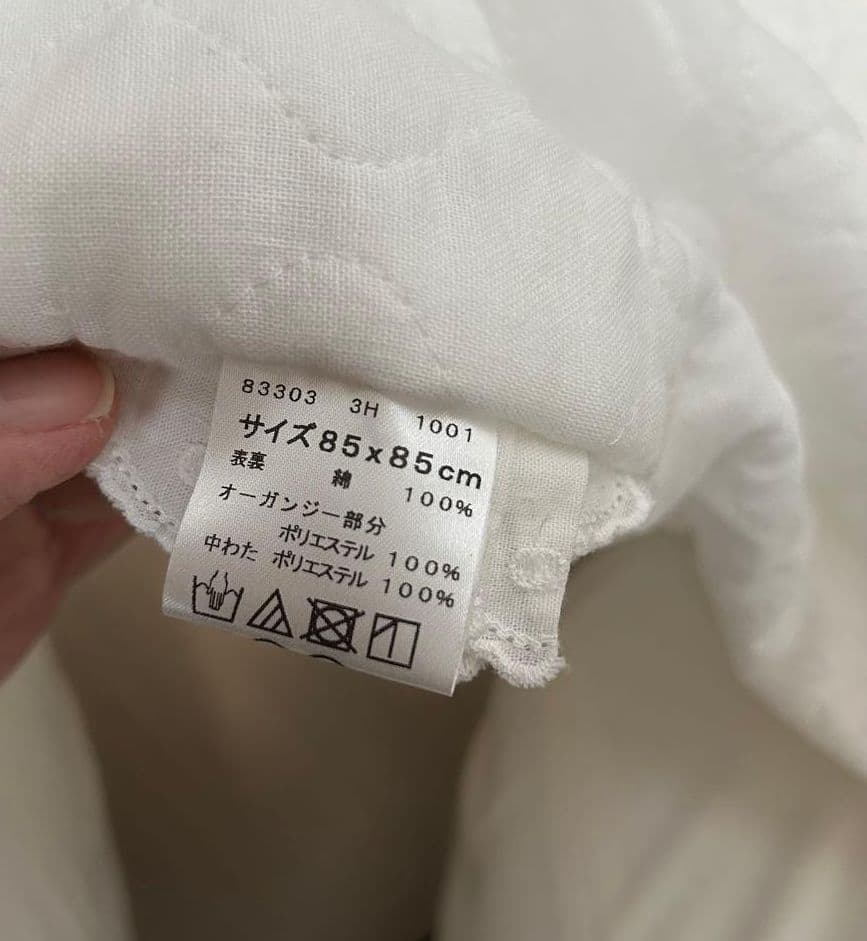 83303 3H 1001
サイズ85x85cm
表裏 綿 100%
オーガンジー部分
ポリエステル 100%
中わた ポリエステル 100%